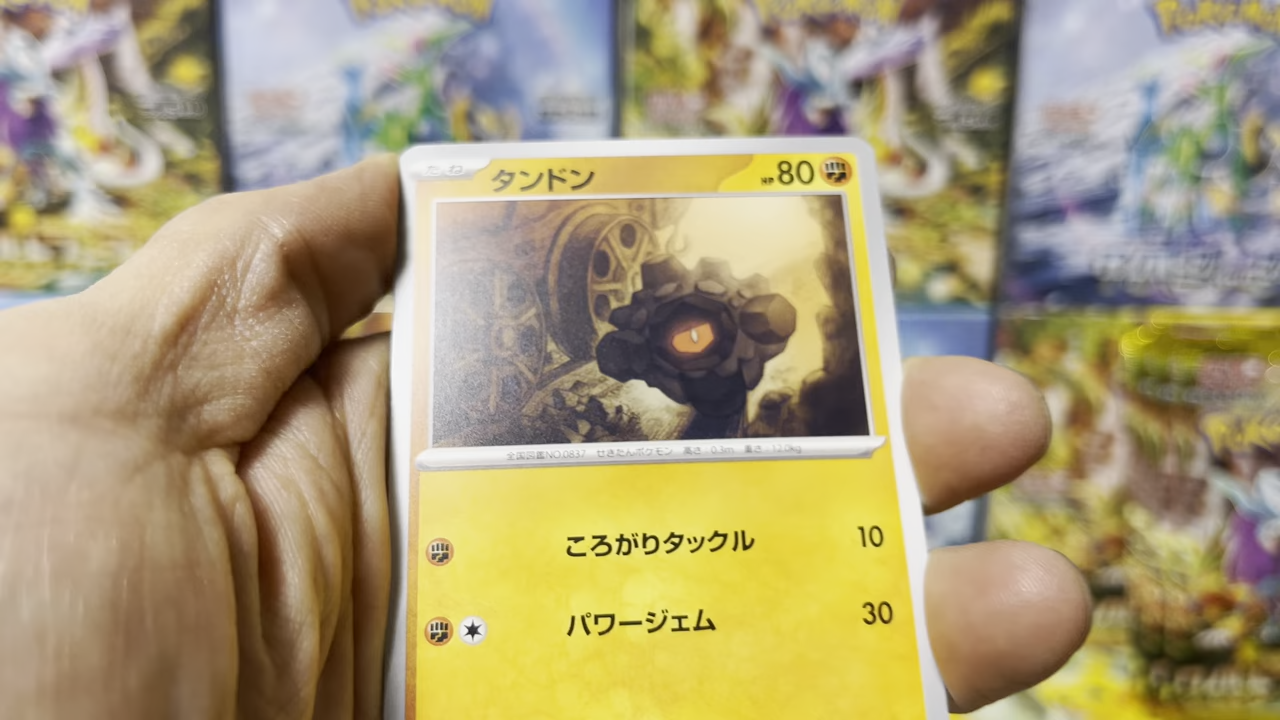 たね タンドン HP 80
全国図鑑NO.0837 せきたんポケモン 高さ 0.3m 重さ 12.0kg
ころがりタックル 10
パワージェム 30